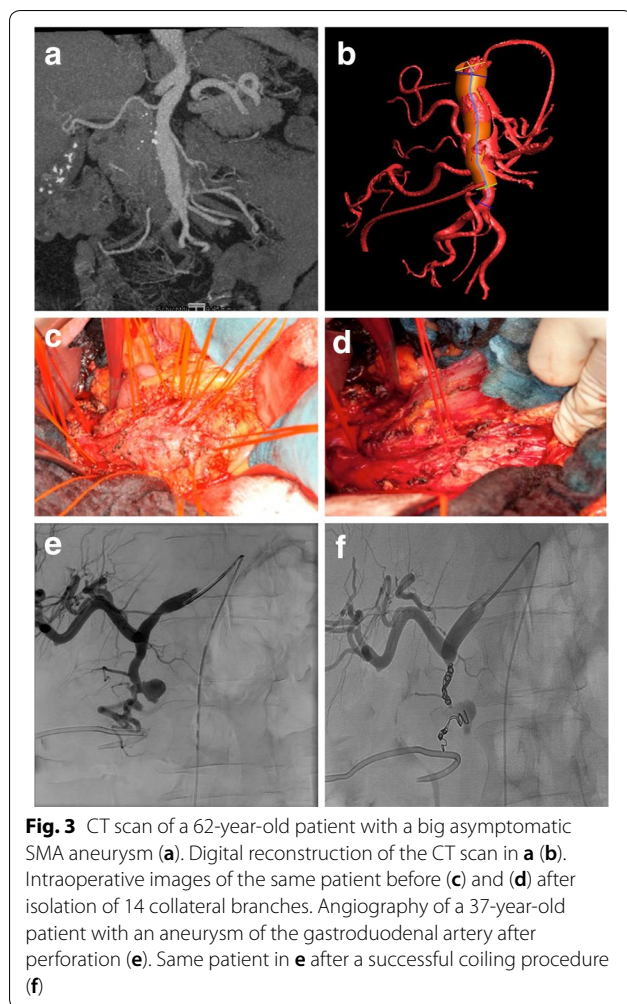 a
b
c
d
e
f
Fig. 3 CT scan of a 62-year-old patient with a big asymptomatic
SMA aneurysm (a). Digital reconstruction of the CT scan in a (b).
Intraoperative images of the same patient before (c) and (d) after
isolation of 14 collateral branches. Angiography of a 37-year-old
patient with an aneurysm of the gastroduodenal artery after
perforation (e). Same patient in e after a successful coiling procedure
(f)